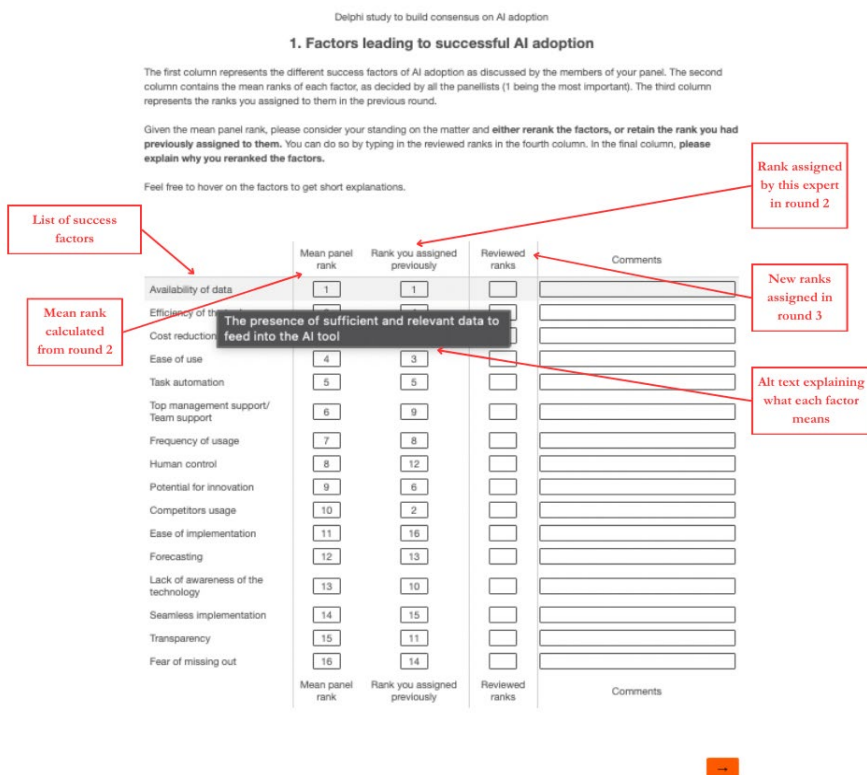 Delphi study to build consensus on AI adoption
1. Factors leading to successful AI adoption
The first column represents the different success factors of AI adoption as discussed by the members of your panel. The second
column contains the mean ranks of each factor, as decided by all the panellists (1 being the most important). The third column
represents the ranks you assigned to them in the previous round.
Given the mean panel rank, please consider your standing on the matter and either rerank the factors, or retain the rank you had
previously assigned to them. You can do so by typing in the reviewed ranks in the fourth column. In the final column, please
explain why you reranked the factors.
Feel free to hover on the factors to get short explanations.
Rank assigned
by this expert
in round 2
List of success
factors
Mean panel
rank
Rank you assigned
previously
Reviewed
ranks
Comments
New ranks
assigned in
round 3
Mean rank
calculated
from round 2
Availability of data 1 1
Efficiency of the
The presence of sufficient and relevant data to
feed into the AI tool
Cost reduction
Ease of use 4 3
Alt text explaining
what each factor
means
Task automation 5 5
Top management support/
Team support 6 9
Frequency of usage 7 8
Human control 8 12
Potential for innovation 9 6
Competitors usage 10 2
Ease of implementation 11 16
Forecasting 12 13
Lack of awareness of the
technology 13 10
Seamless implementation 14 15
Transparency 15 11
Fear of missing out 16 14
Mean panel
rank
Rank you assigned
previously
Reviewed
ranks
Comments
→